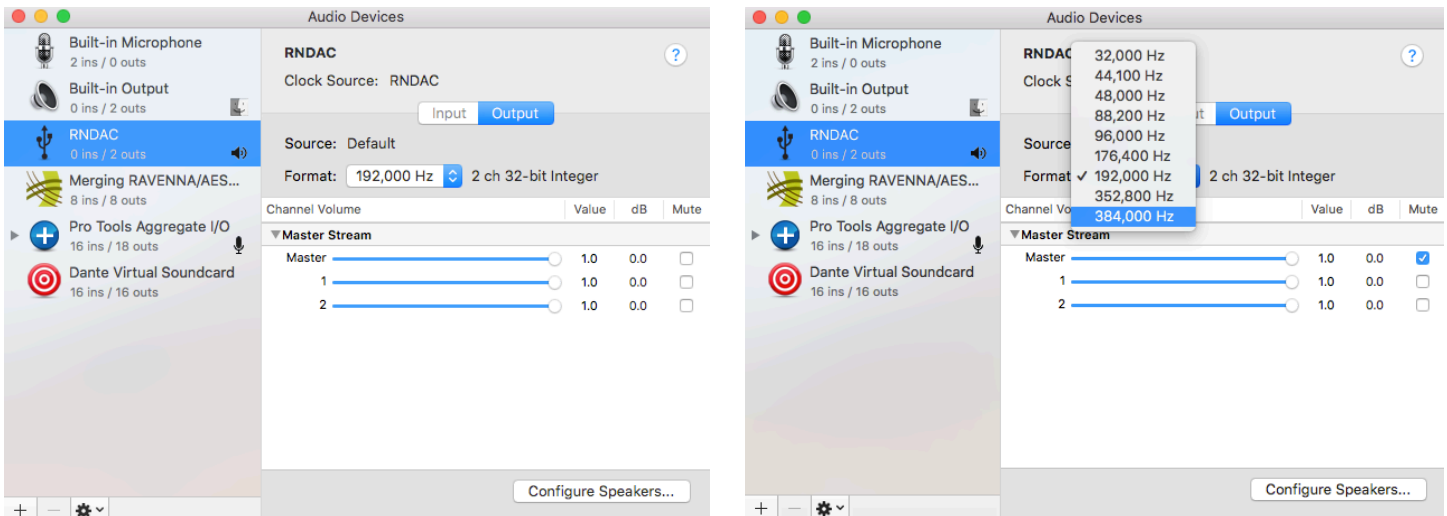 Audio Devices
Built-in Microphone
2 ins / 0 outs
Built-in Output
0 ins / 2 outs
RNDAC
0 ins / 2 outs
Merging RAVENNA/AES...
8 ins / 8 outs
Pro Tools Aggregate I/O
16 ins / 18 outs
Dante Virtual Soundcard
16 ins / 16 outs
RNDAC
?
Clock Source: RNDAC
Input Output
Source: Default
Format: 192,000 Hz 2 ch 32-bit Integer
Channel Volume Value dB Mute
Master Stream
Master 1.0 0.0
1 1.0 0.0
2 1.0 0.0
Configure Speakers...
+ −
Audio Devices
Built-in Microphone
2 ins / 0 outs
Built-in Output
0 ins / 2 outs
RNDAC
0 ins / 2 outs
Merging RAVENNA/AES...
8 ins / 8 outs
Pro Tools Aggregate I/O
16 ins / 18 outs
Dante Virtual Soundcard
16 ins / 16 outs
RNDAC
?
Clock S
ut Output
Source
Format 2 ch 32-bit Integer
32,000 Hz
44,100 Hz
48,000 Hz
88,200 Hz
96,000 Hz
176,400 Hz
✓ 192,000 Hz
352,800 Hz
384,000 Hz
Channel Vo Value dB Mute
Master Stream
Master 1.0 0.0
1 1.0 0.0
2 1.0 0.0
Configure Speakers...
+ −